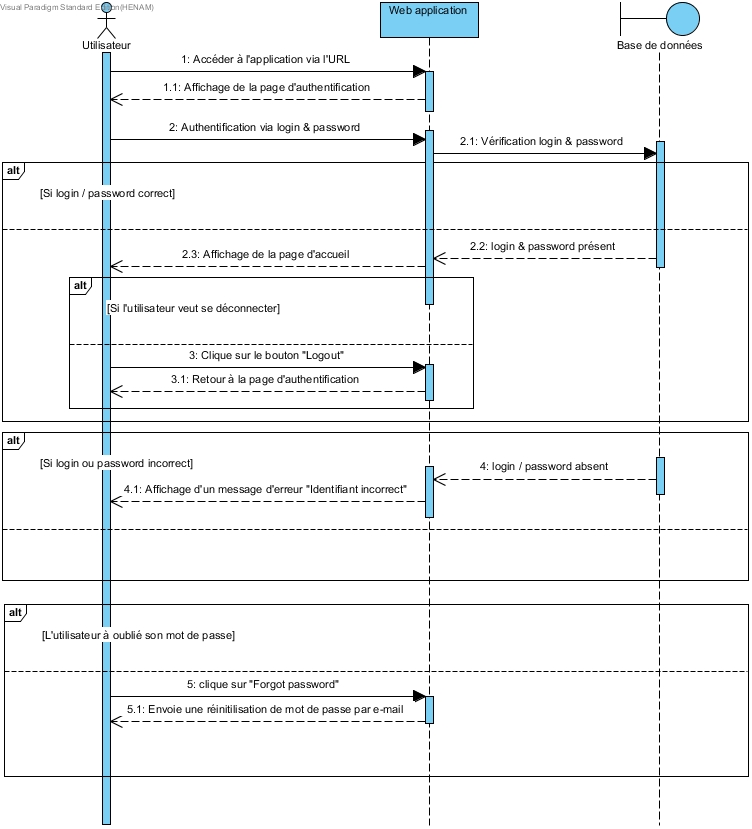 Visual Paradigm Standard Edition(HENAM)
Web application
Utilisateur
Base de données
1: Accéder à l'application via l'URL
1.1: Affichage de la page d'authentification
2: Authentification via login & password
2.1: Vérification login & password
alt
[Si login / password correct]
2.2: login & password présent
2.3: Affichage de la page d'accueil
alt
[Si l'utilisateur veut se déconnecter]
3: Clique sur le bouton "Logout"
3.1: Retour à la page d'authentification
alt
[Si login ou password incorrect]
4: login / password absent
4.1: Affichage d'un message d'erreur "Identifiant incorrect"
alt
[L'utilisateur à oublié son mot de passe]
5: clique sur "Forgot password"
5.1: Envoie une réinitilisation de mot de passe par e-mail